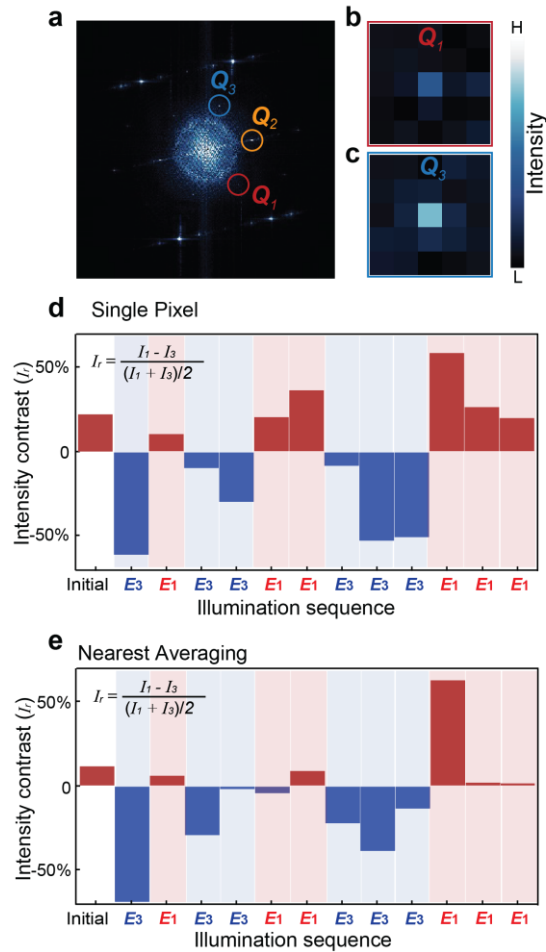 a
Q3
Q2
Q1
b
Q1
c
Q3
H
Intensity
L
d Single Pixel
Intensity contrast (Ir)
50%
0
-50%
Ir = I1 - I3 / (I1 + I3)/2
Initial E3 E1 E3 E3 E1 E1 E3 E3 E3 E1 E1 E1
Illumination sequence
e Nearest Averaging
Intensity contrast (Ir)
50%
0
-50%
Ir = I1 - I3 / (I1 + I3)/2
Initial E3 E1 E3 E3 E1 E1 E3 E3 E3 E1 E1 E1
Illumination sequence